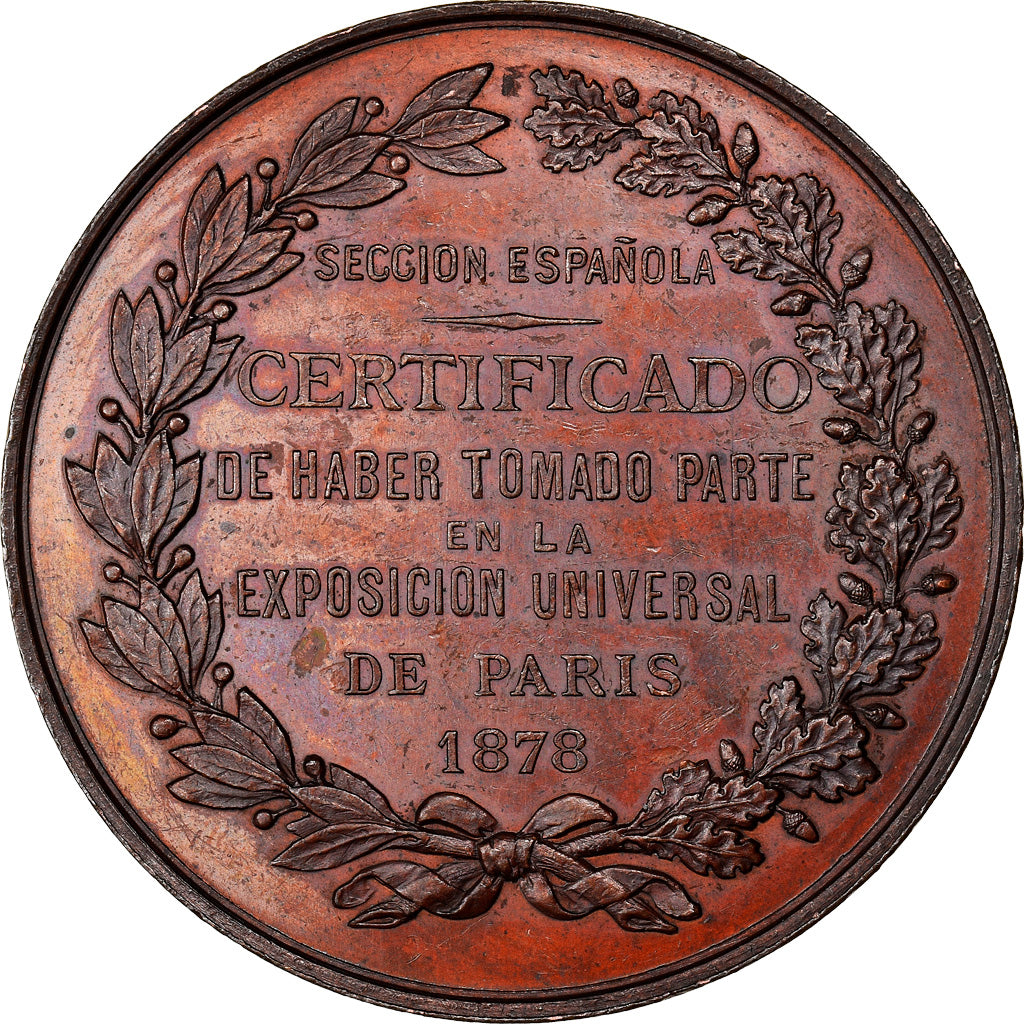 SECCION ESPAÑOLA
CERTIFICADO
DE HABER TOMADO PARTE
EN LA
EXPOSICION UNIVERSAL
DE PARIS
1878